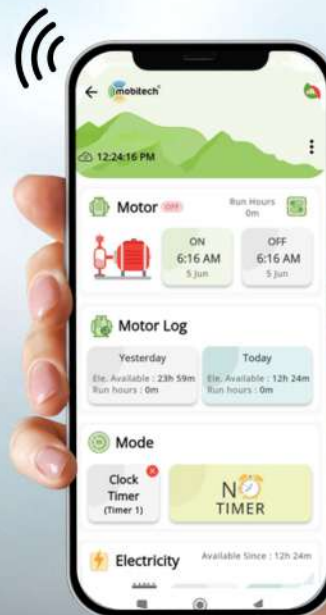 mobitech
12:24:16 PM
Motor OFF
Run Hours
0m
ON
6:16 AM
5 Jun
OFF
6:16 AM
5 Jun
Motor Log
Yesterday
Ele. Available : 23h 59m
Run hours : 0m
Today
Ele. Available : 12h 24m
Run hours : 0m
Mode
Clock
Timer
(Timer 1)
NO
TIMER
Electricity
Available Since : 12h 24m